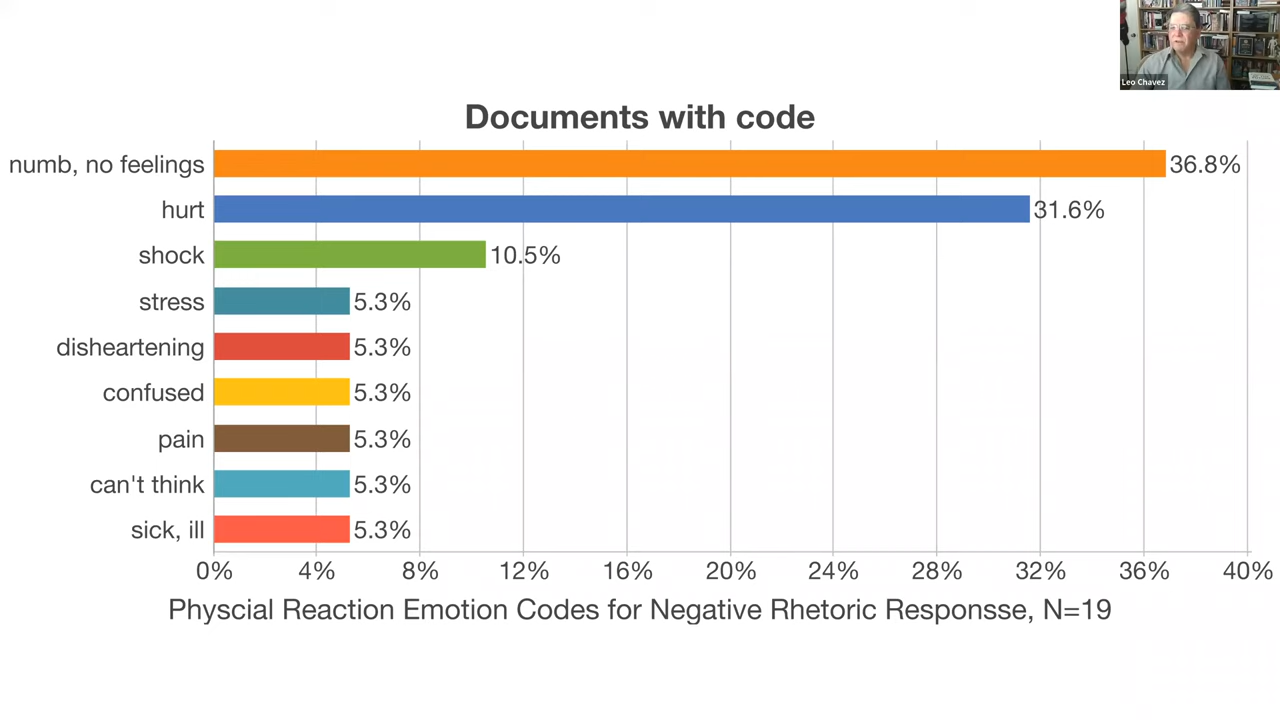 Leo Chavez
Documents with code
numb, no feelings 36.8%
hurt 31.6%
shock 10.5%
stress 5.3%
disheartening 5.3%
confused 5.3%
pain 5.3%
can't think 5.3%
sick, ill 5.3%
0% 4% 8% 12% 16% 20% 24% 28% 32% 36% 40%
Physcial Reaction Emotion Codes for Negative Rhetoric Responsse, N=19